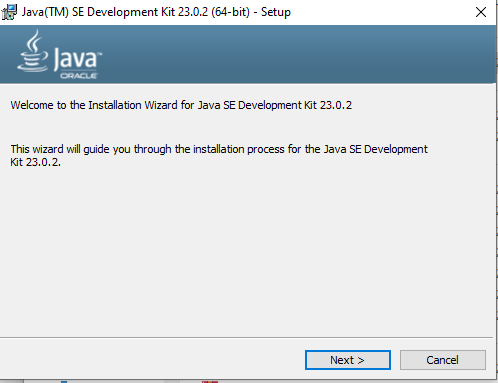 Java(TM) SE Development Kit 23.0.2 (64-bit) - Setup
Java
ORACLE
Welcome to the Installation Wizard for Java SE Development Kit 23.0.2
This wizard will guide you through the installation process for the Java SE Development
Kit 23.0.2.
Next >
Cancel